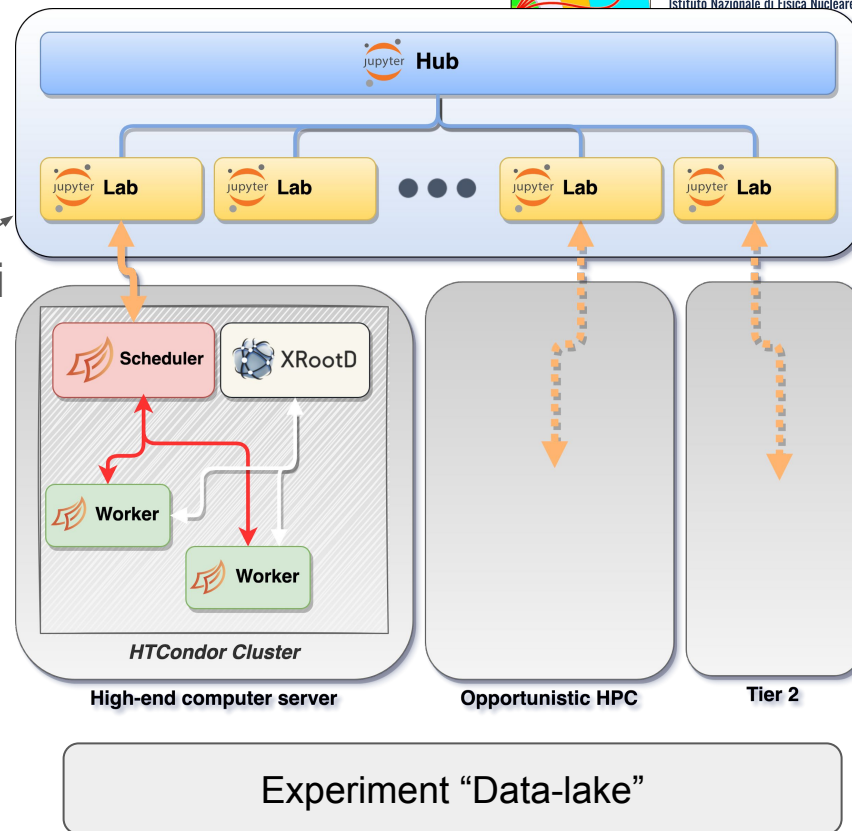 Istituto Nazionale di Fisica Nucleare
jupyter Hub
jupyter Lab
jupyter Lab
jupyter Lab
jupyter Lab
i
Scheduler
XRootD
Worker
Worker
HTCondor Cluster
High-end computer server
Opportunistic HPC
Tier 2
Experiment “Data-lake”